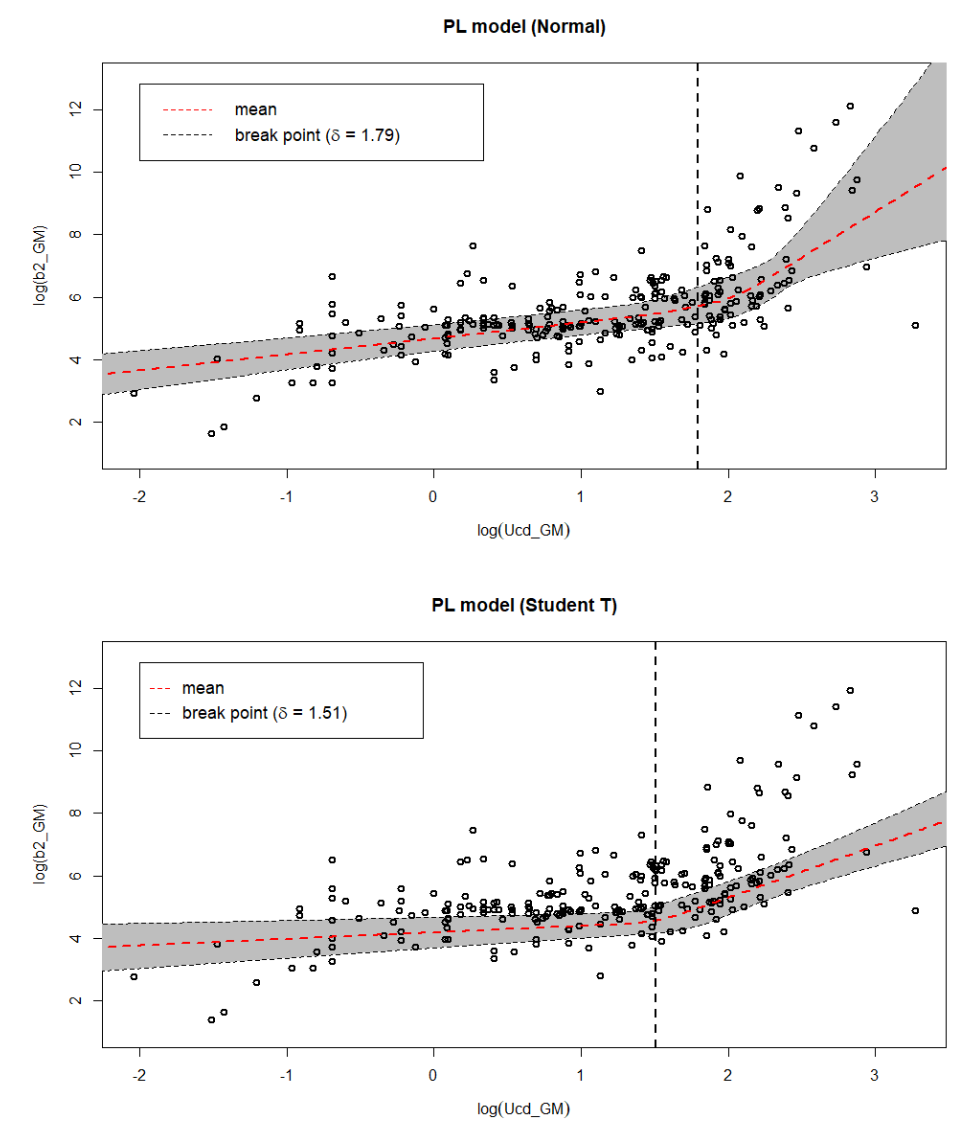 PL model (Normal)
mean
break point (δ = 1.79)
12
10
8
6
4
2
log(b2_GM)
-2 -1 0 1 2 3
log(Ucd_GM)
PL model (Student T)
mean
break point (δ = 1.51)
12
10
8
6
4
2
log(b2_GM)
-2 -1 0 1 2 3
log(Ucd_GM)